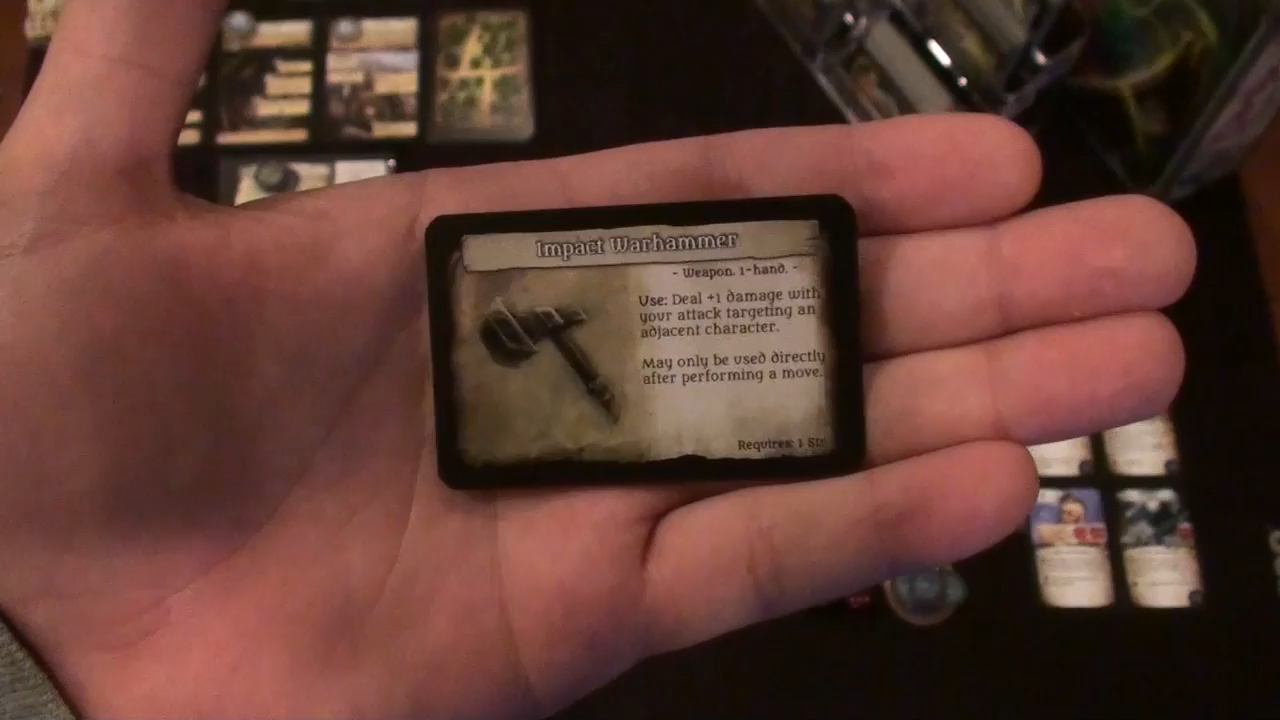 Impact Warhammer
- Weapon. 1-hand. -
Use: Deal +1 damage with
your attack targeting an
adjacent character.
May only be used directly
after performing a move.
Requires: 1 Str